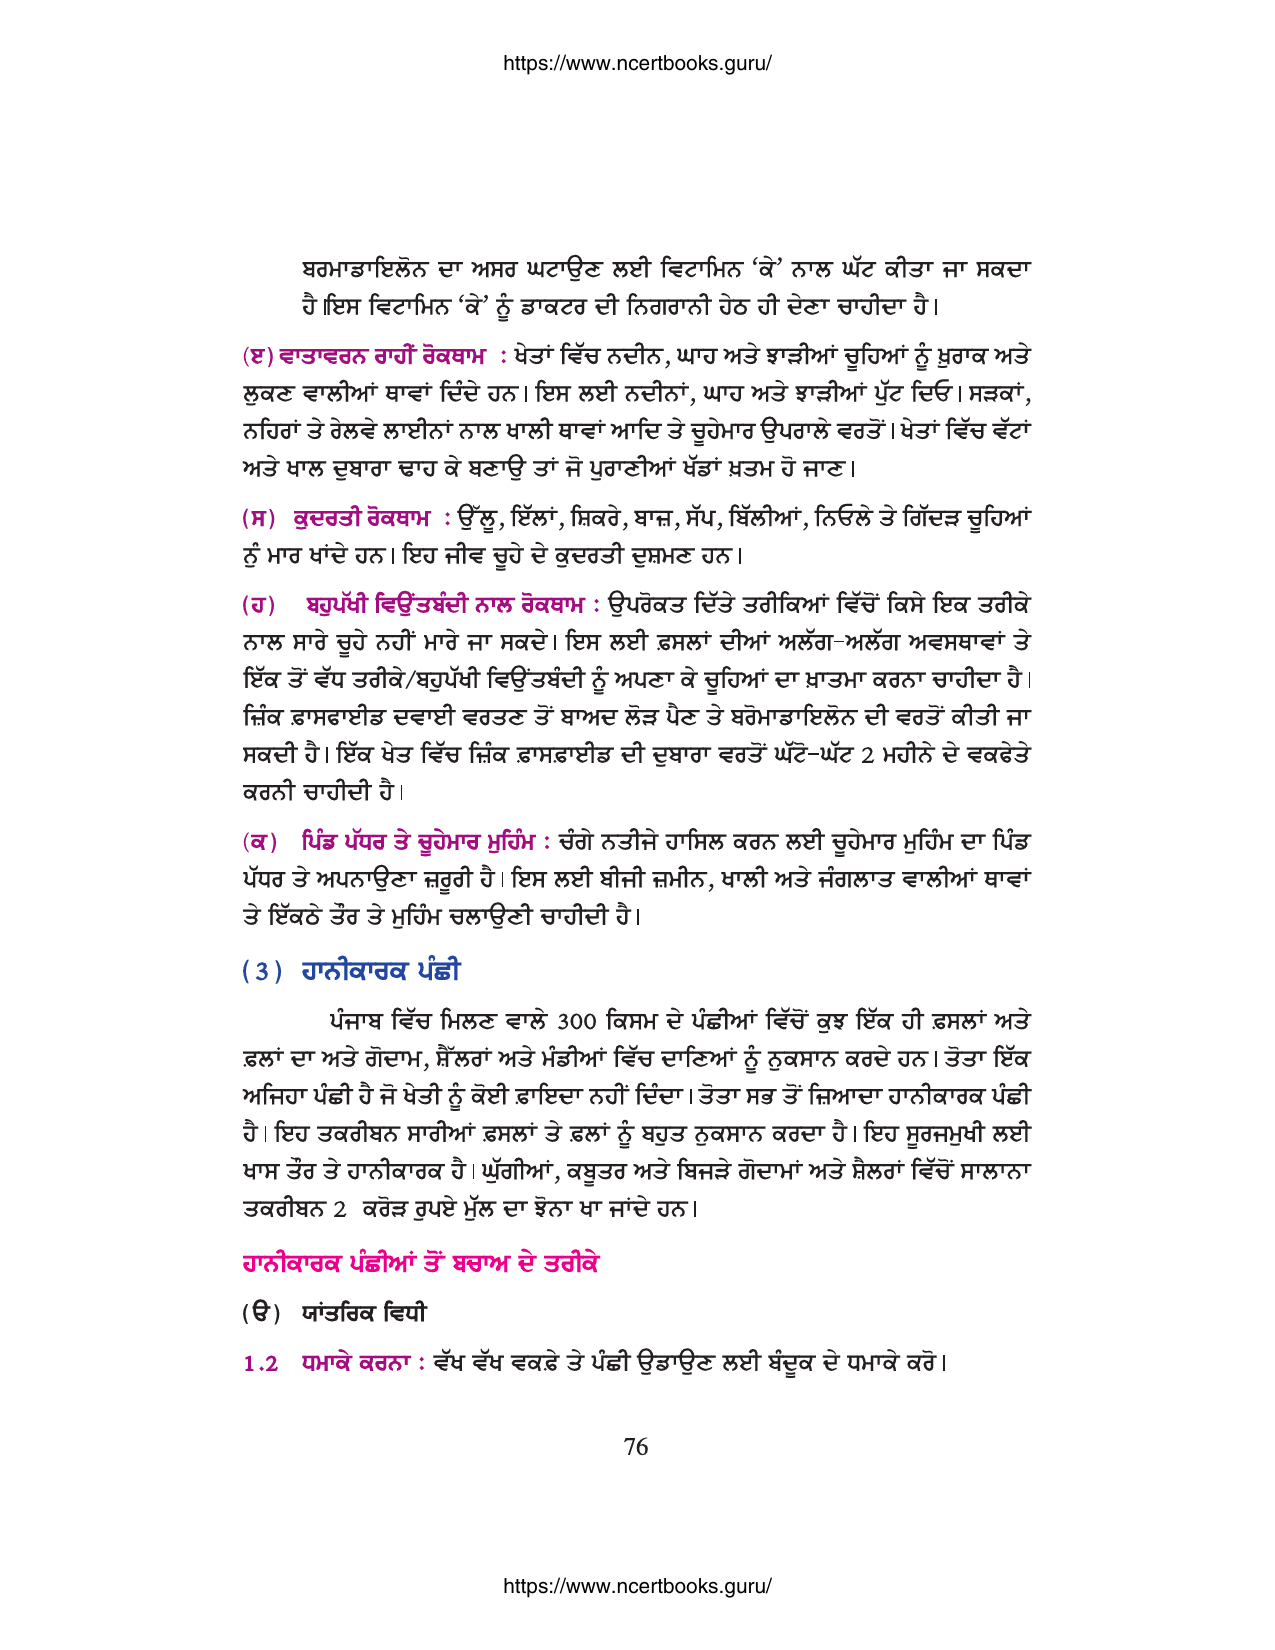 https://www.ncertbooks.guru/
ਬਰਮਾਡਾਇਲੋਨ ਦਾ ਅਸਰ ਘਟਾਉਣ ਲਈ ਵਿਟਾਮਿਨ ‘ਕੇ’ ਨਾਲ ਘੱਟ ਕੀਤਾ ਜਾ ਸਕਦਾ
ਹੈ।ਇਸ ਵਿਟਾਮਿਨ ‘ਕੇ’ ਨੂੰ ਡਾਕਟਰ ਦੀ ਨਿਗਰਾਨੀ ਹੇਠ ਹੀ ਦੇਣਾ ਚਾਹੀਦਾ ਹੈ।
(ੲ) ਵਾਤਾਵਰਨ ਰਾਹੀਂ ਰੋਕਥਾਮ : ਖੇਤਾਂ ਵਿੱਚ ਨਦੀਨ, ਘਾਹ ਅਤੇ ਝਾੜੀਆਂ ਚੂਹਿਆਂ ਨੂੰ ਖ਼ੁਰਾਕ ਅਤੇ
ਲੁਕਣ ਵਾਲੀਆਂ ਥਾਵਾਂ ਦਿੰਦੇ ਹਨ। ਇਸ ਲਈ ਨਦੀਨਾਂ, ਘਾਹ ਅਤੇ ਝਾੜੀਆਂ ਪੁੱਟ ਦਿਓ। ਸੜਕਾਂ,
ਨਹਿਰਾਂ ਤੇ ਰੇਲਵੇ ਲਾਈਨਾਂ ਨਾਲ ਖਾਲੀ ਥਾਵਾਂ ਆਦਿ ਤੇ ਚੂਹੇਮਾਰ ਉਪਰਾਲੇ ਵਰਤੋਂ। ਖੇਤਾਂ ਵਿੱਚ ਵੱਟਾਂ
ਅਤੇ ਖਾਲ ਦੁਬਾਰਾ ਢਾਹ ਕੇ ਬਣਾਉ ਤਾਂ ਜੋ ਪੁਰਾਣੀਆਂ ਖੱਡਾਂ ਖ਼ਤਮ ਹੋ ਜਾਣ।
(ਸ) ਕੁਦਰਤੀ ਰੋਕਥਾਮ : ਉੱਲੂ, ਇੱਲਾਂ, ਸ਼ਿਕਰੇ, ਬਾਜ਼, ਸੱਪ, ਬਿੱਲੀਆਂ, ਨਿਓਲੇ ਤੇ ਗਿੱਦੜ ਚੂਹਿਆਂ
ਨੁੰ ਮਾਰ ਖਾਂਦੇ ਹਨ। ਇਹ ਜੀਵ ਚੂਹੇ ਦੇ ਕੁਦਰਤੀ ਦੁਸ਼ਮਣ ਹਨ।
(ਹ) ਬਹੁਪੱਖੀ ਵਿਉਂਤਬੰਦੀ ਨਾਲ ਰੋਕਥਾਮ : ਉਪਰੋਕਤ ਦਿੱਤੇ ਤਰੀਕਿਆਂ ਵਿੱਚੋਂ ਕਿਸੇ ਇਕ ਤਰੀਕੇ
ਨਾਲ ਸਾਰੇ ਚੂਹੇ ਨਹੀਂ ਮਾਰੇ ਜਾ ਸਕਦੇ। ਇਸ ਲਈ ਫ਼ਸਲਾਂ ਦੀਆਂ ਅਲੱਗ-ਅਲੱਗ ਅਵਸਥਾਵਾਂ ਤੇ
ਇੱਕ ਤੋਂ ਵੱਧ ਤਰੀਕੇ/ਬਹੁਪੱਖੀ ਵਿਉਂਤਬੰਦੀ ਨੂੰ ਅਪਣਾ ਕੇ ਚੂਹਿਆਂ ਦਾ ਖ਼ਾਤਮਾ ਕਰਨਾ ਚਾਹੀਦਾ ਹੈ।
ਜ਼ਿੰਕ ਫ਼ਾਸਫਾਈਡ ਦਵਾਈ ਵਰਤਣ ਤੋਂ ਬਾਅਦ ਲੋੜ ਪੈਣ ਤੇ ਬਰੋਮਾਡਾਇਲੋਨ ਦੀ ਵਰਤੋਂ ਕੀਤੀ ਜਾ
ਸਕਦੀ ਹੈ। ਇੱਕ ਖੇਤ ਵਿੱਚ ਜ਼ਿੰਕ ਫ਼ਾਸਫ਼ਾਈਡ ਦੀ ਦੁਬਾਰਾ ਵਰਤੋਂ ਘੱਟੋ-ਘੱਟ 2 ਮਹੀਨੇ ਦੇ ਵਕਫੇਤੇ
ਕਰਨੀ ਚਾਹੀਦੀ ਹੈ।
(ਕ) ਪਿੰਡ ਪੱਧਰ ਤੇ ਚੂਹੇਮਾਰ ਮੁਹਿੰਮ : ਚੰਗੇ ਨਤੀਜੇ ਹਾਸਿਲ ਕਰਨ ਲਈ ਚੂਹੇਮਾਰ ਮੁਹਿੰਮ ਦਾ ਪਿੰਡ
ਪੱਧਰ ਤੇ ਅਪਨਾਉਣਾ ਜ਼ਰੂਰੀ ਹੈ। ਇਸ ਲਈ ਬੀਜੀ ਜ਼ਮੀਨ, ਖਾਲੀ ਅਤੇ ਜੰਗਲਾਤ ਵਾਲੀਆਂ ਥਾਵਾਂ
ਤੇ ਇੱਕਠੇ ਤੌਰ ਤੇ ਮੁਹਿੰਮ ਚਲਾਉਣੀ ਚਾਹੀਦੀ ਹੈ।
(3) ਹਾਨੀਕਾਰਕ ਪੰਛੀ
ਪੰਜਾਬ ਵਿੱਚ ਮਿਲਣ ਵਾਲੇ 300 ਕਿਸਮ ਦੇ ਪੰਛੀਆਂ ਵਿੱਚੋਂ ਕੁਝ ਇੱਕ ਹੀ ਫ਼ਸਲਾਂ ਅਤੇ
ਫ਼ਲਾਂ ਦਾ ਅਤੇ ਗੋਦਾਮ, ਸ਼ੈੱਲਰਾਂ ਅਤੇ ਮੰਡੀਆਂ ਵਿੱਚ ਦਾਣਿਆਂ ਨੂੰ ਨੁਕਸਾਨ ਕਰਦੇ ਹਨ। ਤੋਤਾ ਇੱਕ
ਅਜਿਹਾ ਪੰਛੀ ਹੈ ਜੋ ਖੇਤੀ ਨੂੰ ਕੋਈ ਫ਼ਾਇਦਾ ਨਹੀਂ ਦਿੰਦਾ। ਤੋਤਾ ਸਭ ਤੋਂ ਜ਼ਿਆਦਾ ਹਾਨੀਕਾਰਕ ਪੰਛੀ
ਹੈ। ਇਹ ਤਕਰੀਬਨ ਸਾਰੀਆਂ ਫ਼ਸਲਾਂ ਤੇ ਫ਼ਲਾਂ ਨੂੰ ਬਹੁਤ ਨੁਕਸਾਨ ਕਰਦਾ ਹੈ। ਇਹ ਸੂਰਜਮੁਖੀ ਲਈ
ਖਾਸ ਤੌਰ ਤੇ ਹਾਨੀਕਾਰਕ ਹੈ। ਘੁੱਗੀਆਂ, ਕਬੂਤਰ ਅਤੇ ਬਿਜੜੇ ਗੋਦਾਮਾਂ ਅਤੇ ਸ਼ੈਲਰਾਂ ਵਿੱਚੋਂ ਸਾਲਾਨਾ
ਤਕਰੀਬਨ 2 ਕਰੋੜ ਰੁਪਏ ਮੁੱਲ ਦਾ ਝੋਨਾ ਖਾ ਜਾਂਦੇ ਹਨ।
ਹਾਨੀਕਾਰਕ ਪੰਛੀਆਂ ਤੋਂ ਬਚਾਅ ਦੇ ਤਰੀਕੇ
(ੳ) ਯਾਂਤਰਿਕ ਵਿਧੀ
1.2 ਧਮਾਕੇ ਕਰਨਾ : ਵੱਖ ਵੱਖ ਵਕਫ਼ੇ ਤੇ ਪੰਛੀ ਉਡਾਉਣ ਲਈ ਬੰਦੂਕ ਦੇ ਧਮਾਕੇ ਕਰੋ।
76
https://www.ncertbooks.guru/